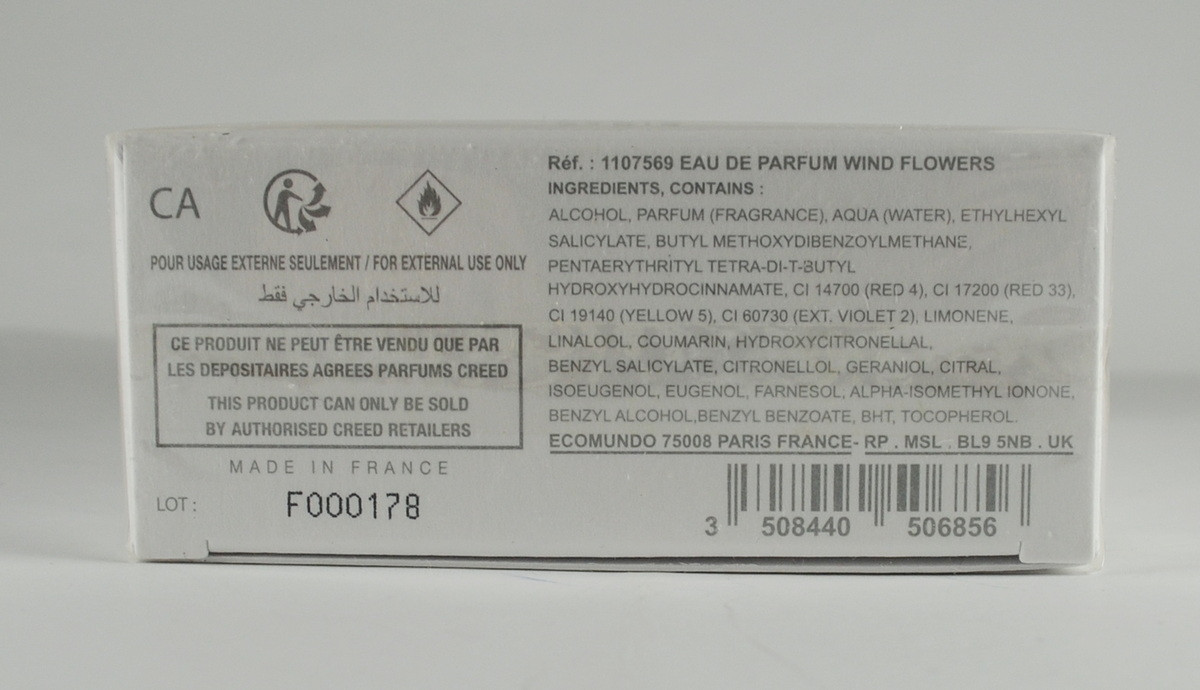 CA
POUR USAGE EXTERNE SEULEMENT / FOR EXTERNAL USE ONLY
للاستخدام الخارجي فقط
CE PRODUIT NE PEUT ÊTRE VENDU QUE PAR
LES DEPOSITAIRES AGREES PARFUMS CREED
THIS PRODUCT CAN ONLY BE SOLD
BY AUTHORISED CREED RETAILERS
MADE IN FRANCE
LOT : F000178
Réf. : 1107569 EAU DE PARFUM WIND FLOWERS
INGREDIENTS, CONTAINS :
ALCOHOL, PARFUM (FRAGRANCE), AQUA (WATER), ETHYLHEXYL
SALICYLATE, BUTYL METHOXYDIBENZOYLMETHANE,
PENTAERYTHRITYL TETRA-DI-T-BUTYL
HYDROXYHYDROCINNAMATE, CI 14700 (RED 4), CI 17200 (RED 33),
CI 19140 (YELLOW 5), CI 60730 (EXT. VIOLET 2), LIMONENE,
LINALOOL, COUMARIN, HYDROXYCITRONELLAL,
BENZYL SALICYLATE, CITRONELLOL, GERANIOL, CITRAL,
ISOEUGENOL, EUGENOL, FARNESOL, ALPHA-ISOMETHYL IONONE,
BENZYL ALCOHOL,BENZYL BENZOATE, BHT, TOCOPHEROL.
ECOMUNDO 75008 PARIS FRANCE- RP . MSL . BL9 5NB . UK
3 508440 506856